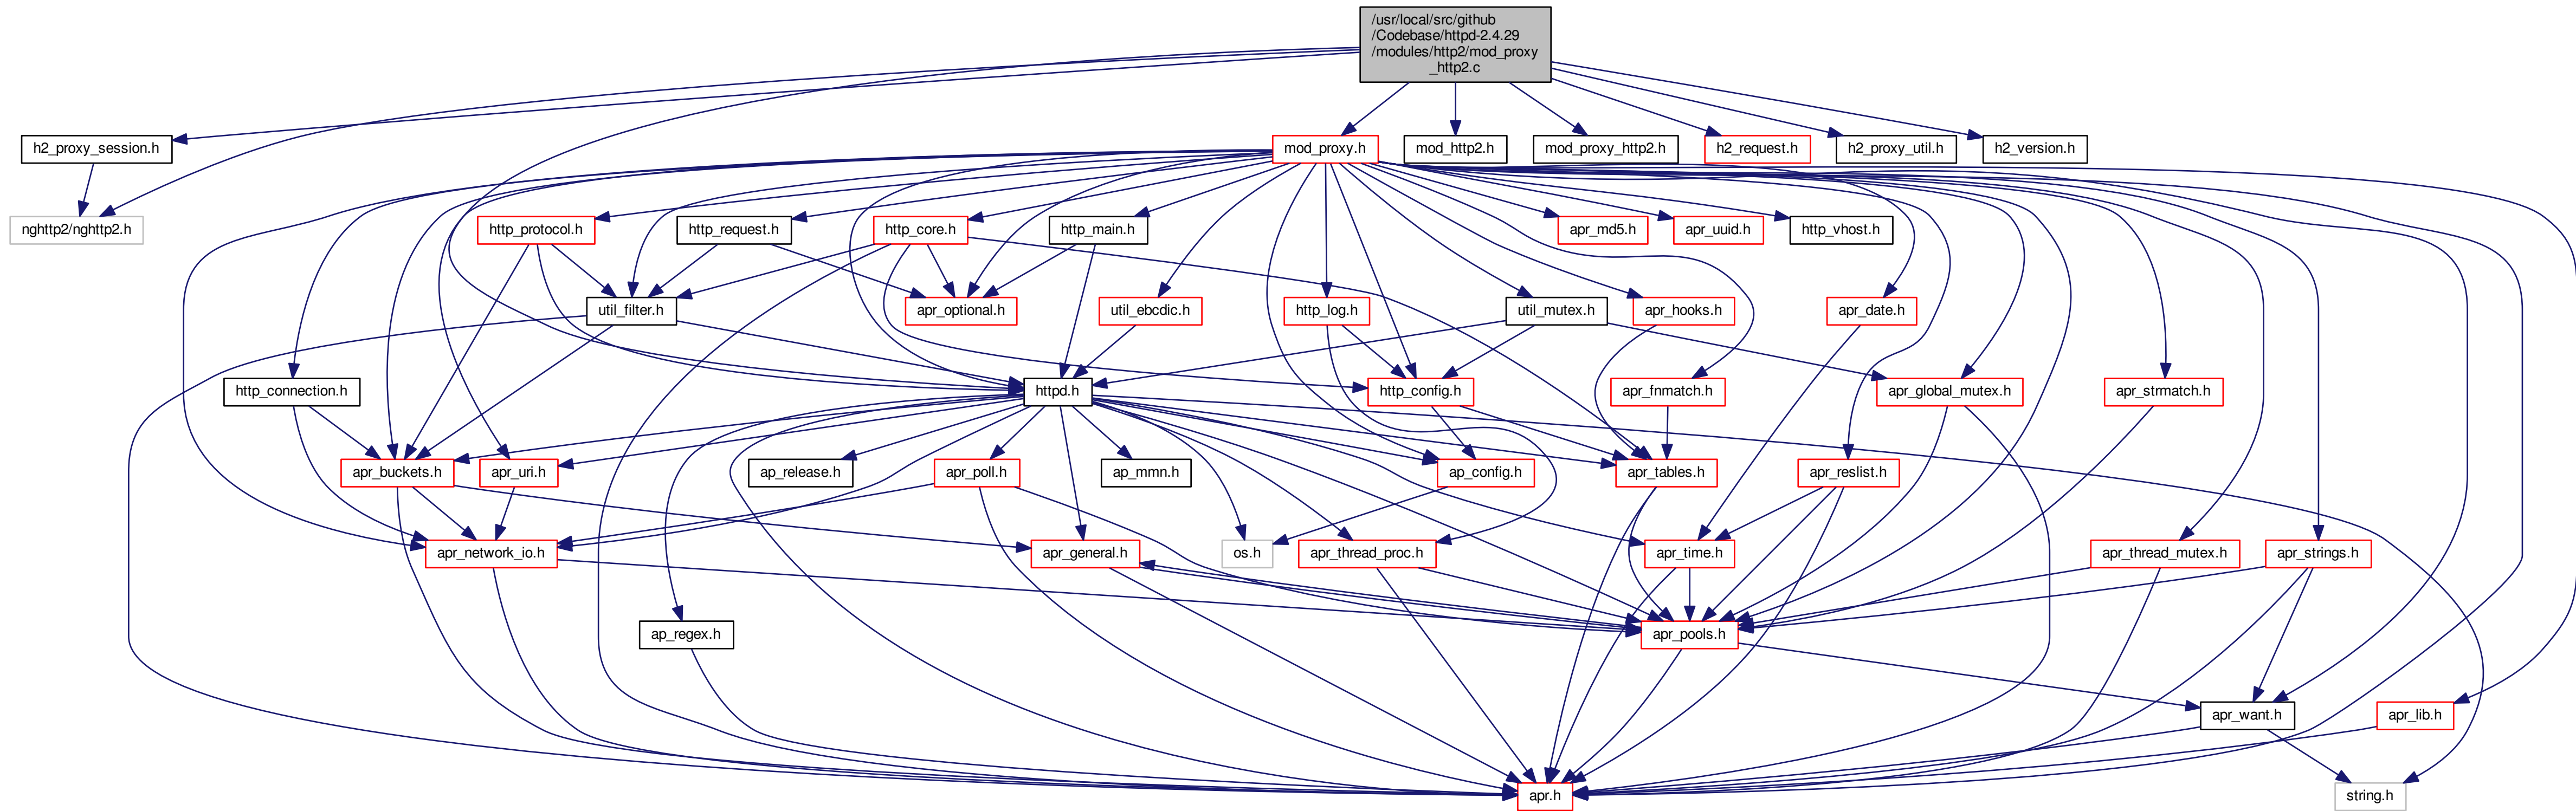 /usr/local/src/github
/Codebase/httpd-2.4.29
/modules/http2/mod_proxy
_http2.c
h2_proxy_session.h
mod_proxy.h
mod_http2.h
mod_proxy_http2.h
h2_request.h
h2_proxy_util.h
h2_version.h
nghttp2/nghttp2.h
http_protocol.h
http_request.h
http_core.h
http_main.h
apr_md5.h
apr_uuid.h
http_vhost.h
util_filter.h
apr_optional.h
util_ebcdic.h
http_log.h
util_mutex.h
apr_hooks.h
apr_date.h
http_connection.h
httpd.h
http_config.h
apr_fnmatch.h
apr_global_mutex.h
apr_strmatch.h
apr_buckets.h
apr_uri.h
ap_release.h
apr_poll.h
ap_mmn.h
ap_config.h
apr_tables.h
apr_reslist.h
apr_network_io.h
apr_general.h
os.h
apr_thread_proc.h
apr_time.h
apr_thread_mutex.h
apr_strings.h
ap_regex.h
apr_pools.h
apr_want.h
apr_lib.h
apr.h
string.h